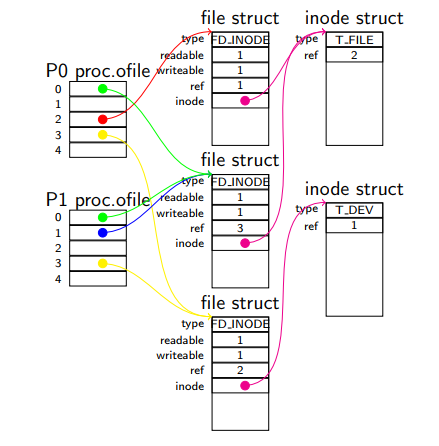 file struct
inode struct
type FD_INODE
readable 1
writeable 1
ref 1
inode
type T_FILE
ref 2
P0 proc.ofile
0
1
2
3
4
file struct
type FD_INODE
readable 1
writeable 1
ref 3
inode
inode struct
type T_DEV
ref 1
P1 proc.ofile
0
1
2
3
4
file struct
type FD_INODE
readable 1
writeable 1
ref 2
inode